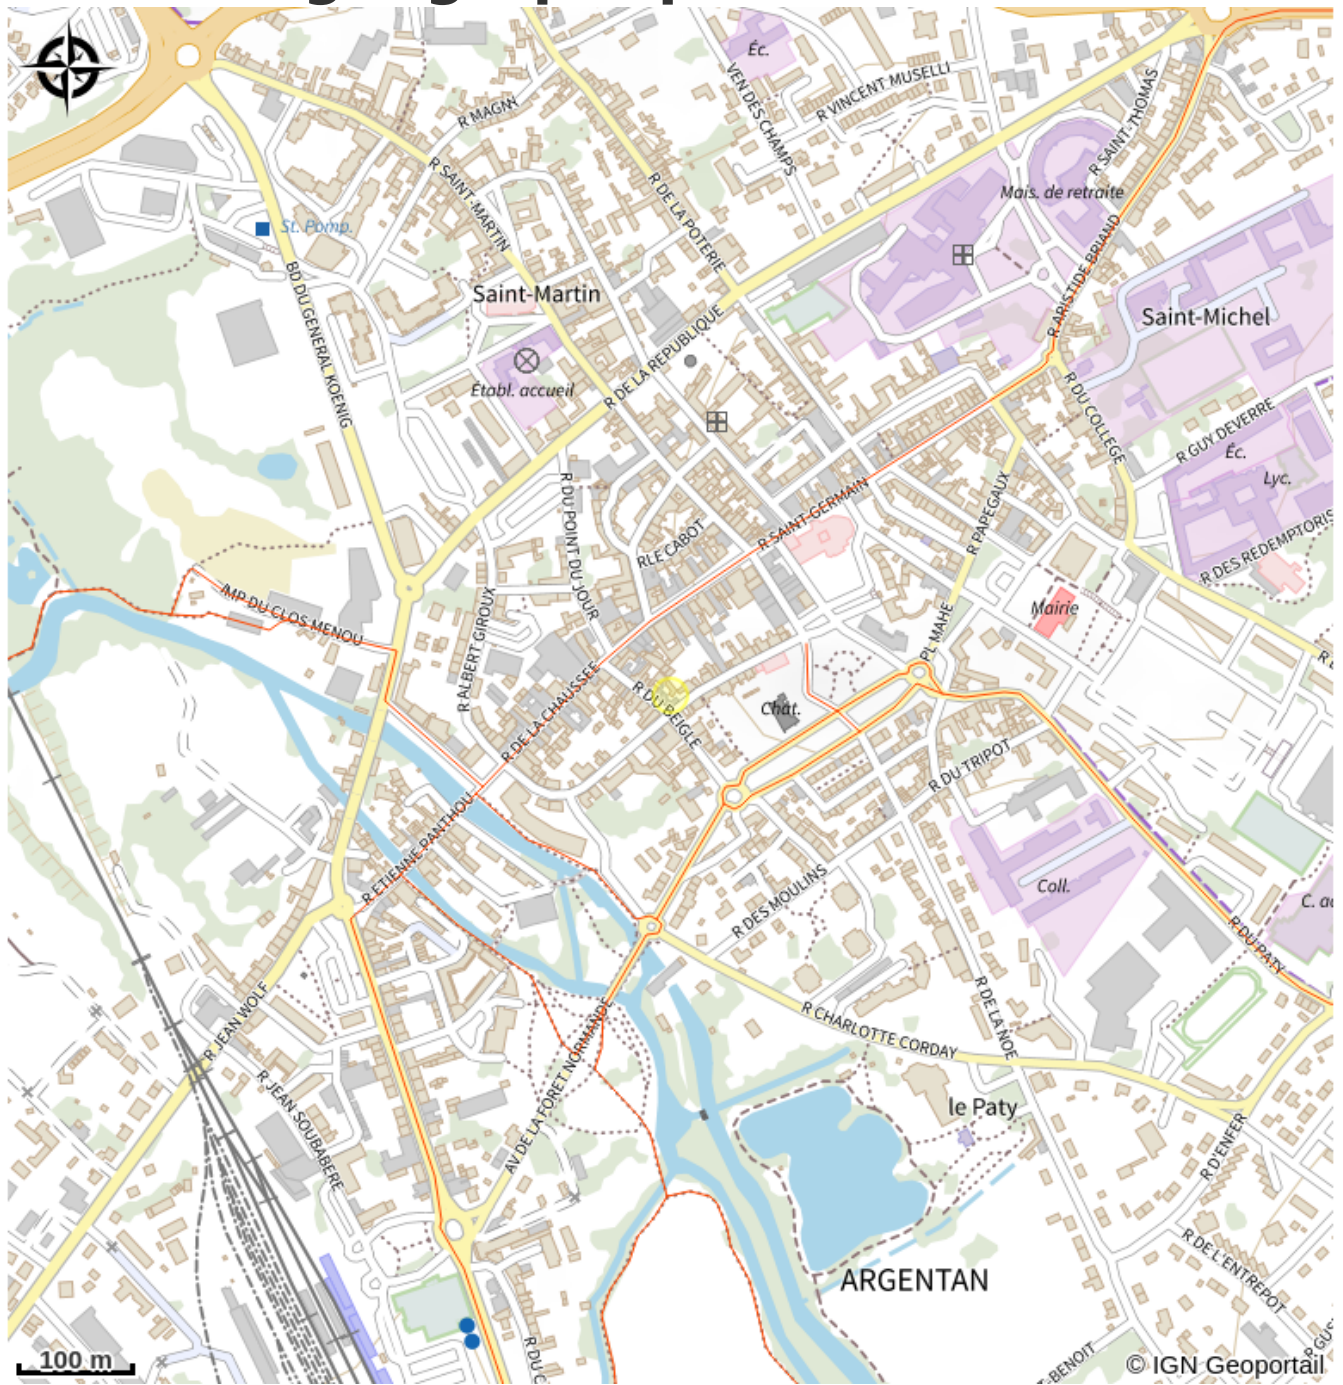 Éc.
VEN DES CHAMPS
R VINCENT MUSELLI
R MAGNY
R SAINT-THOMAS
R SAINT-MARTIN
R DE LA POTERIE
Mais. de retraite
St. Pomp.
R ARISTIDE BRIAND
BD DU GENERAL KOENIG
Saint-Martin
Saint-Michel
R DE LA REPUBLIQUE
Établ. accueil
R DU COLLEGE
R GUY DEVERRE
Éc.
Lyc.
R DU POINT DU JOUR
R SAINT GERMAIN
R PAPEGAUX
RLE CABOT
R DES REDEMPTORIS
IMP DU CLOS MENOU
R ALBERT GIROUX
Mairie
PL MAHE
R DE LA CHAUSSEE
R DU BEIGLE
Chât.
R DU TRIPOT
R ETIENNE PANTHOU
Coll.
R DES MOULINS
R DU PATY
R JEAN WOLF
R DE LA NOE
R CHARLOTTE CORDAY
AV DE LA FORET NORMANDE
R JEAN SOUBABERE
le Paty
R D'ENFER
R DE L'ENTREPOT
ARGENTAN
R DU C
T-BENOIT
R GUS
100 m
© IGN Geoportail